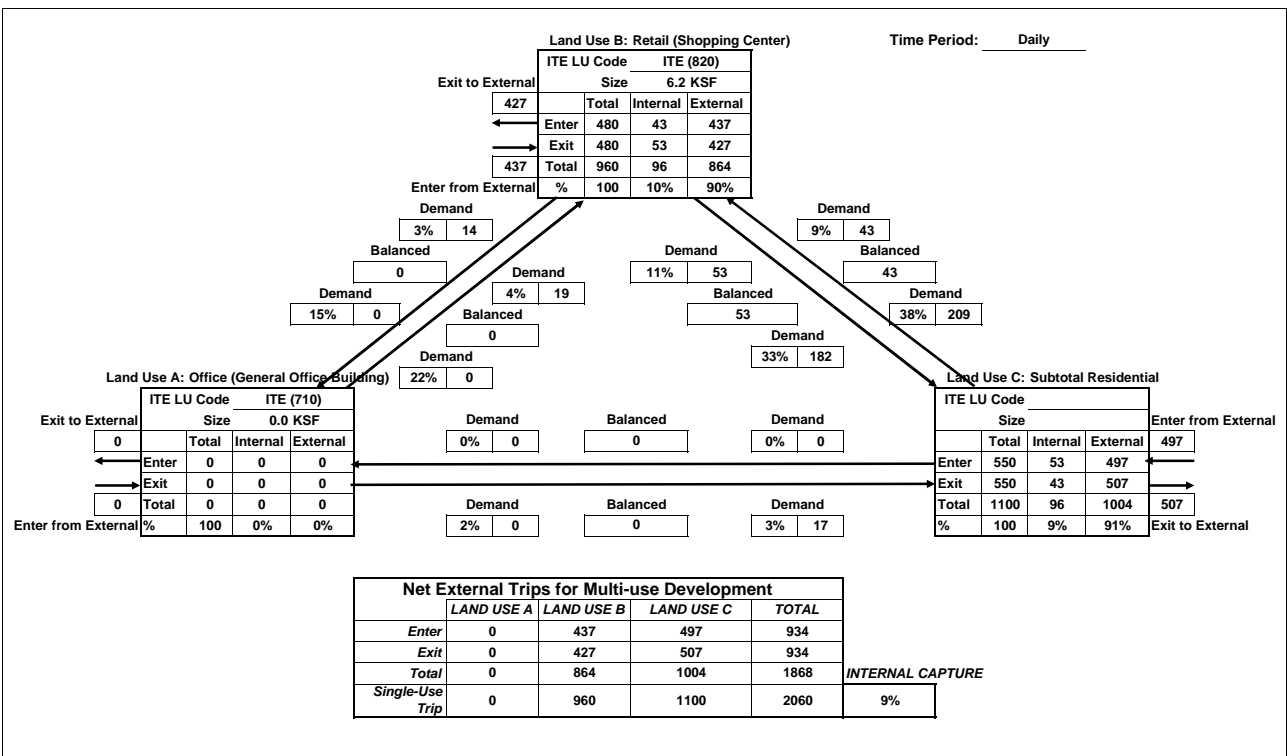 Land Use B: Retail (Shopping Center)
Time Period: Daily
ITE LU Code ITE (820)
Exit to External Size 6.2 KSF
427 Total Internal External
Enter 480 43 437
Exit 480 53 427
437 Total 960 96 864
Enter from External % 100 10% 90%
Demand
3% 14
Balanced
0
Demand
15% 0
Demand
4% 19
Balanced
0
Demand
22% 0
Demand
11% 53
Balanced
53
Demand
33% 182
Demand
9% 43
Balanced
43
Demand
38% 209
Land Use A: Office (General Office Building)
ITE LU Code ITE (710)
Exit to External Size 0.0 KSF
0 Total Internal External
Enter 0 0 0
Exit 0 0 0
0 Total 0 0 0
Enter from External % 100 0% 0%
Demand Balanced Demand
0% 0 0 0% 0
Demand Balanced Demand
2% 0 0 3% 17
Land Use C: Subtotal Residential
ITE LU Code
Size Enter from External
Total Internal External 497
Enter 550 53 497
Exit 550 43 507
Total 1100 96 1004 507
% 100 9% 91% Exit to External
Net External Trips for Multi-use Development
LAND USE A LAND USE B LAND USE C TOTAL
Enter 0 437 497 934
Exit 0 427 507 934
Total 0 864 1004 1868 INTERNAL CAPTURE
Single-Use
Trip 0 960 1100 2060 9%